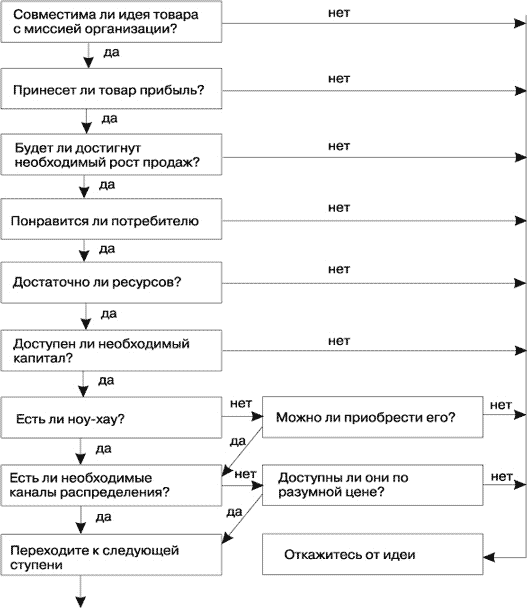 Совместима ли идея товара
с миссией организации?
нет
да
Принесет ли товар прибыль?
нет
да
Будет ли достигнут
необходимый рост продаж?
нет
да
Понравится ли потребителю
нет
да
Достаточно ли ресурсов?
нет
да
Доступен ли необходимый
капитал?
нет
да
Есть ли ноу-хау?
нет
Можно ли приобрести его?
нет
да
да
Есть ли необходимые
каналы распределения?
нет
Доступны ли они по
разумной цене?
нет
да
да
Переходите к следующей
ступени
Откажитесь от идеи